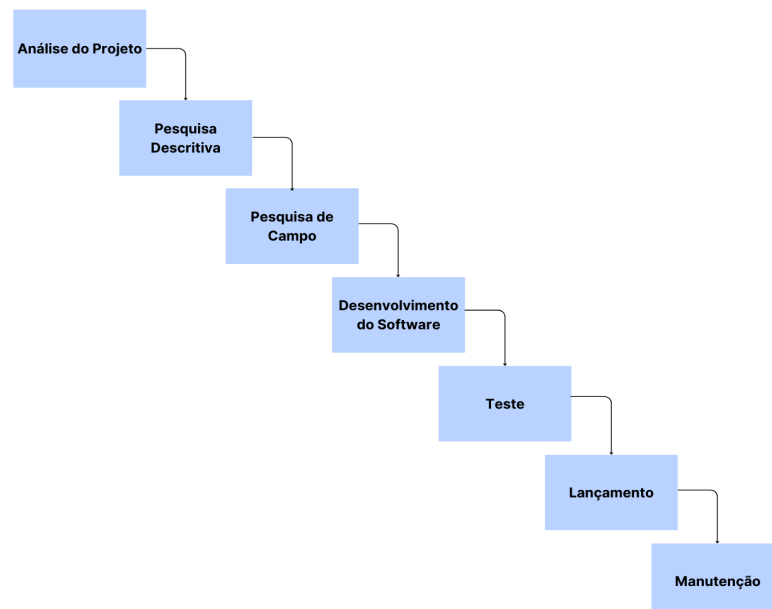 Análise do Projeto
Pesquisa
Descritiva
Pesquisa de
Campo
Desenvolvimento
do Software
Teste
Lançamento
Manutenção